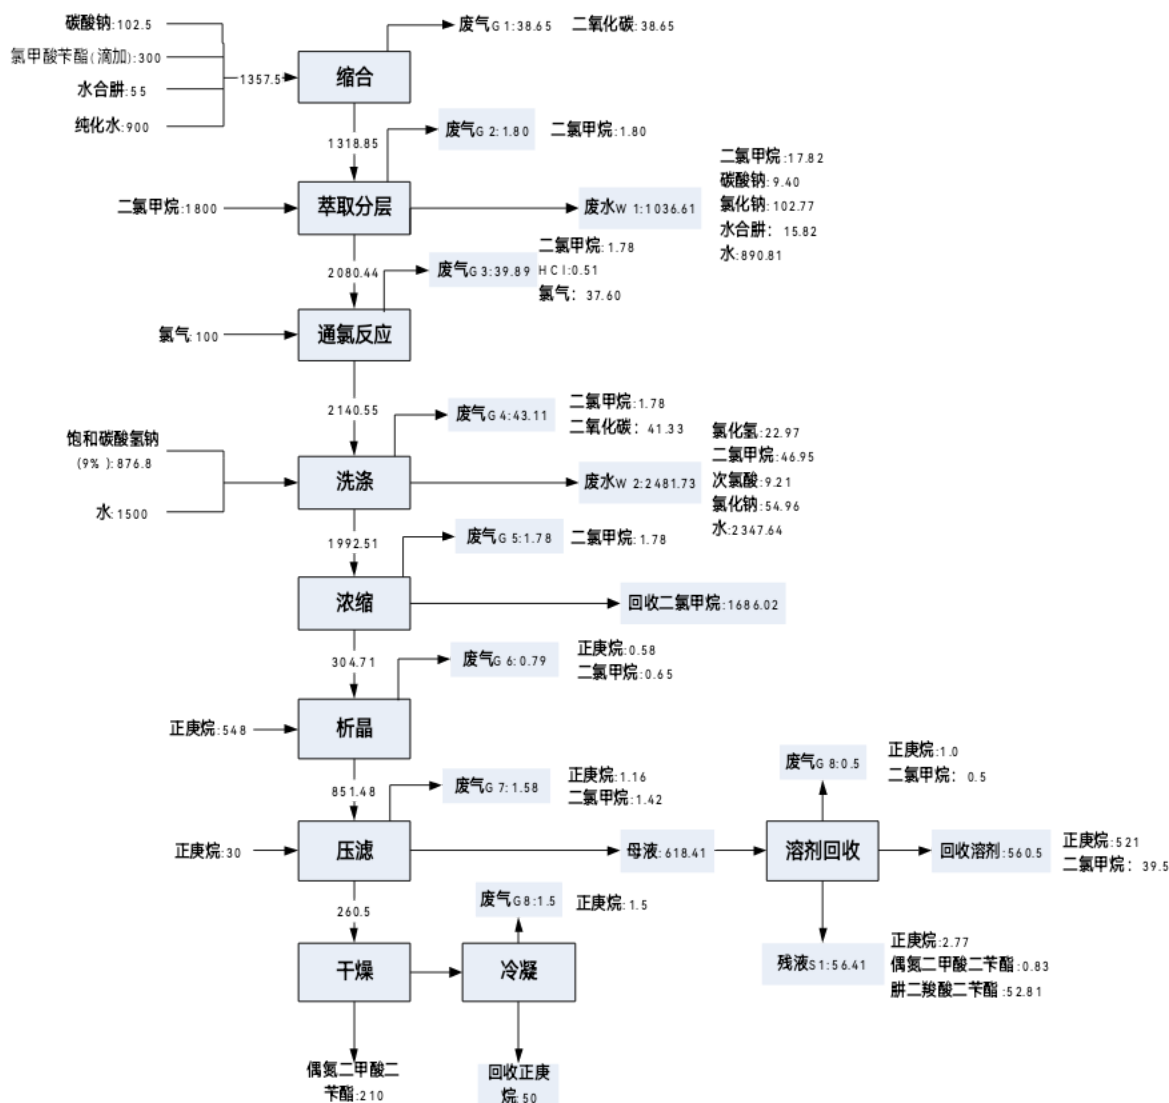 碳酸钠:102.5
氯甲酸苄酯(滴加):300
水合肼:55
纯化水:900
1357.5
缩合
废气G1:38.65
二氧化碳:38.65
1318.85
废气G2:1.80
二氯甲烷:1.80
二氯甲烷:1800
萃取分层
废水W1:1036.61
二氯甲烷:17.82
碳酸钠:9.40
氯化钠:102.77
水合肼：15.82
水:890.81
2080.44
废气G3:39.89
二氯甲烷:1.78
HCl:0.51
氯气：37.60
氯气:100
通氯反应
2140.55
废气G4:43.11
二氯甲烷:1.78
二氧化碳：41.33
饱和碳酸氢钠
(9%):876.8
水:1500
洗涤
废水W2:2481.73
氯化氢:22.97
二氯甲烷:46.95
次氯酸:9.21
氯化钠:54.96
水:2347.64
1992.51
废气G5:1.78
二氯甲烷:1.78
浓缩
回收二氯甲烷:1686.02
304.71
废气G6:0.79
正庚烷:0.58
二氯甲烷:0.65
正庚烷:548
析晶
851.48
废气G7:1.58
正庚烷:1.16
二氯甲烷:1.42
正庚烷:30
压滤
母液:618.41
溶剂回收
废气G8:0.5
正庚烷:1.0
二氯甲烷：0.5
回收溶剂:560.5
正庚烷:521
二氯甲烷：39.5
残液S1:56.41
正庚烷:2.77
偶氮二甲酸二苄酯:0.83
肼二羧酸二苄酯:52.81
260.5
废气G8:1.5
正庚烷:1.5
干燥
冷凝
偶氮二甲酸二
苄酯:210
回收正庚
烷:50